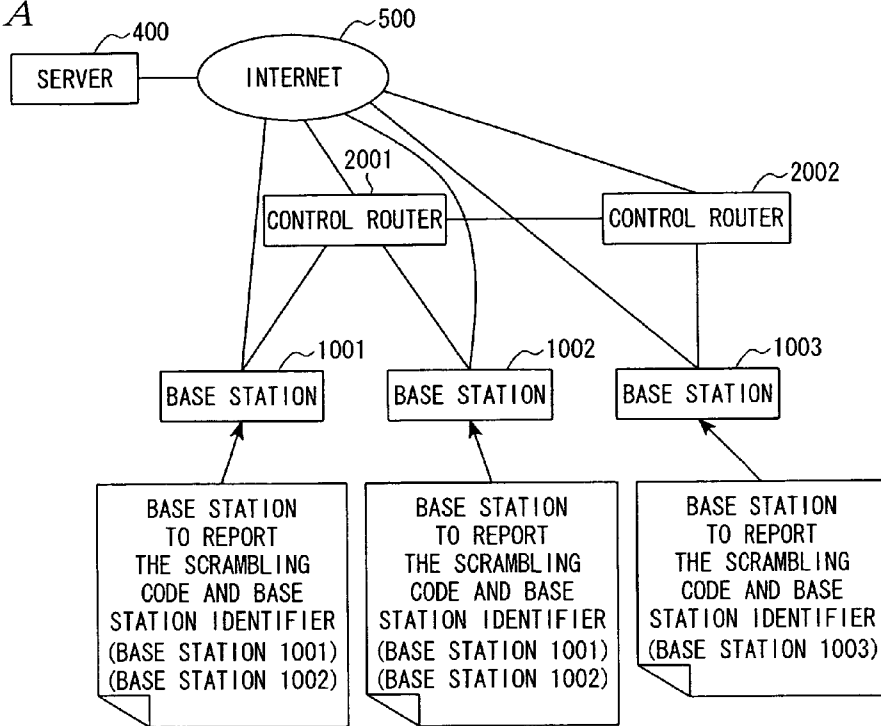 A
400
500
SERVER
INTERNET
2001
2002
CONTROL ROUTER
CONTROL ROUTER
1001
1002
1003
BASE STATION
BASE STATION
BASE STATION
BASE STATION
TO REPORT
THE SCRAMBLING
CODE AND BASE
STATION IDENTIFIER
(BASE STATION 1001)
(BASE STATION 1002)
BASE STATION
TO REPORT
THE SCRAMBLING
CODE AND BASE
STATION IDENTIFIER
(BASE STATION 1001)
(BASE STATION 1002)
BASE STATION
TO REPORT
THE SCRAMBLING
CODE AND BASE
STATION IDENTIFIER
(BASE STATION 1003)